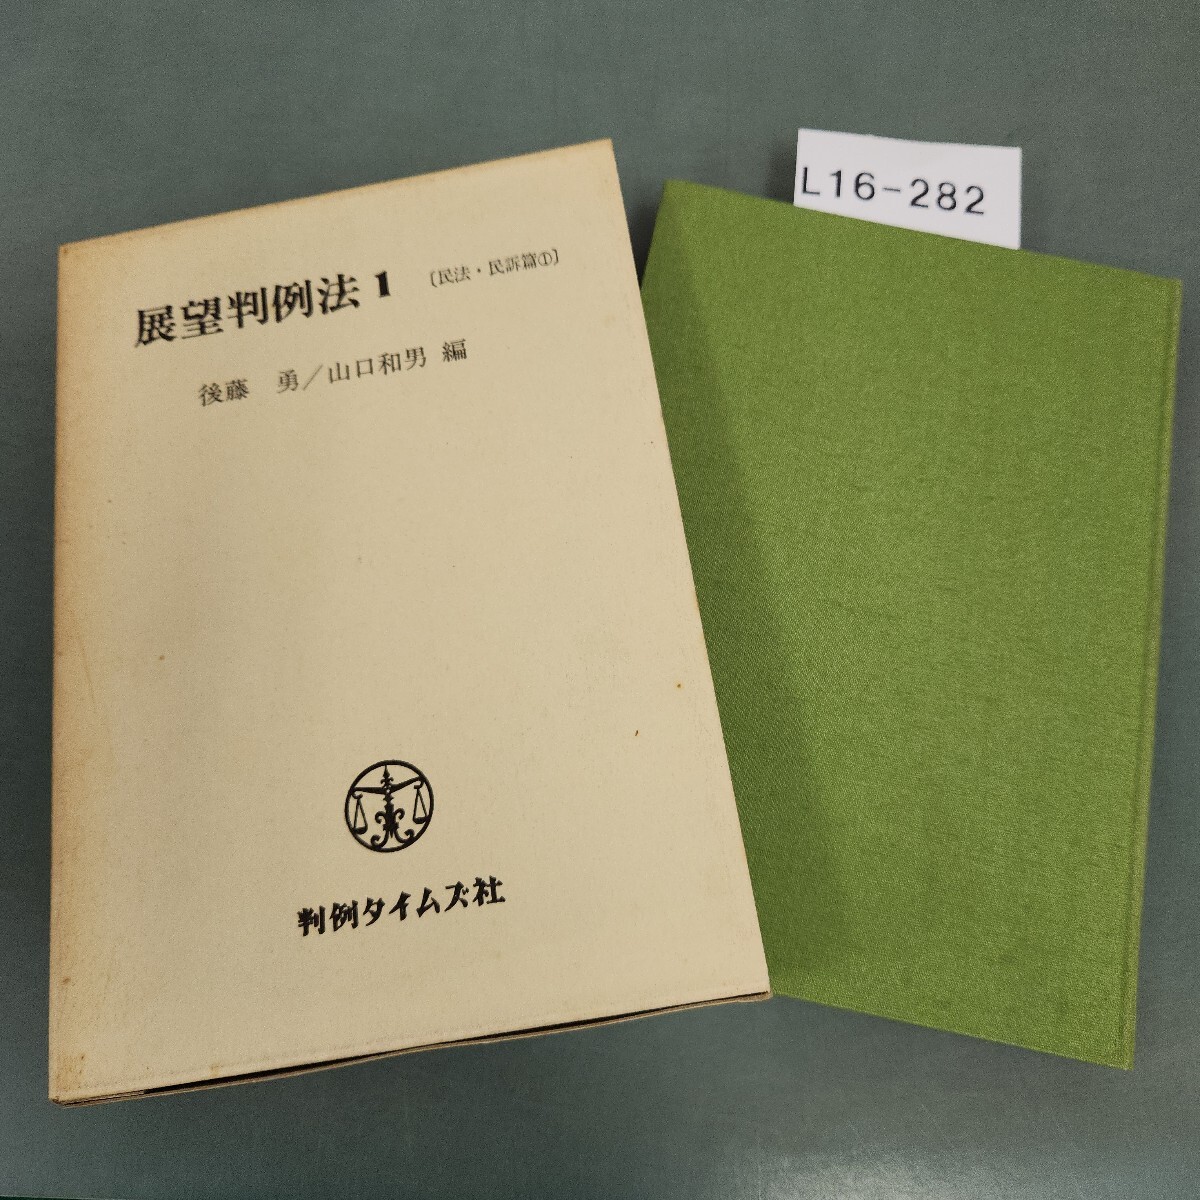 L16-282
展望判例法1 〔民法・民訴篇①〕
後藤 勇／山口和男 編
判例タイムズ社